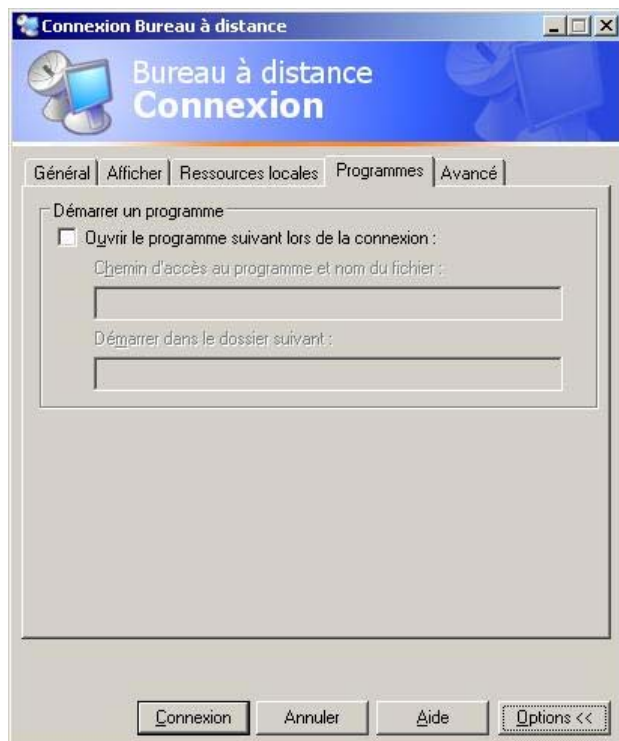 Connexion Bureau à distance
Bureau à distance
Connexion
Général Afficher Ressources locales Programmes Avancé
Démarrer un programme
Ouvrir le programme suivant lors de la connexion :
Chemin d'accès au programme et nom du fichier :
Démarrer dans le dossier suivant :
Connexion Annuler Aide Options <<